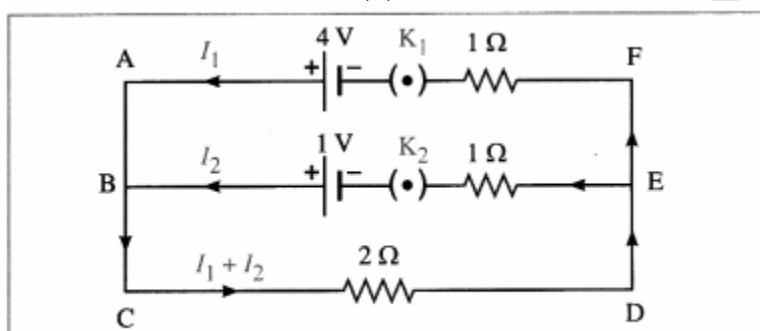 4 V K₁ 1 Ω
A I₁ + − (•) F
1 V K₂ 1 Ω
B I₂ + − (•) E
2 Ω
I₁ + I₂
C D